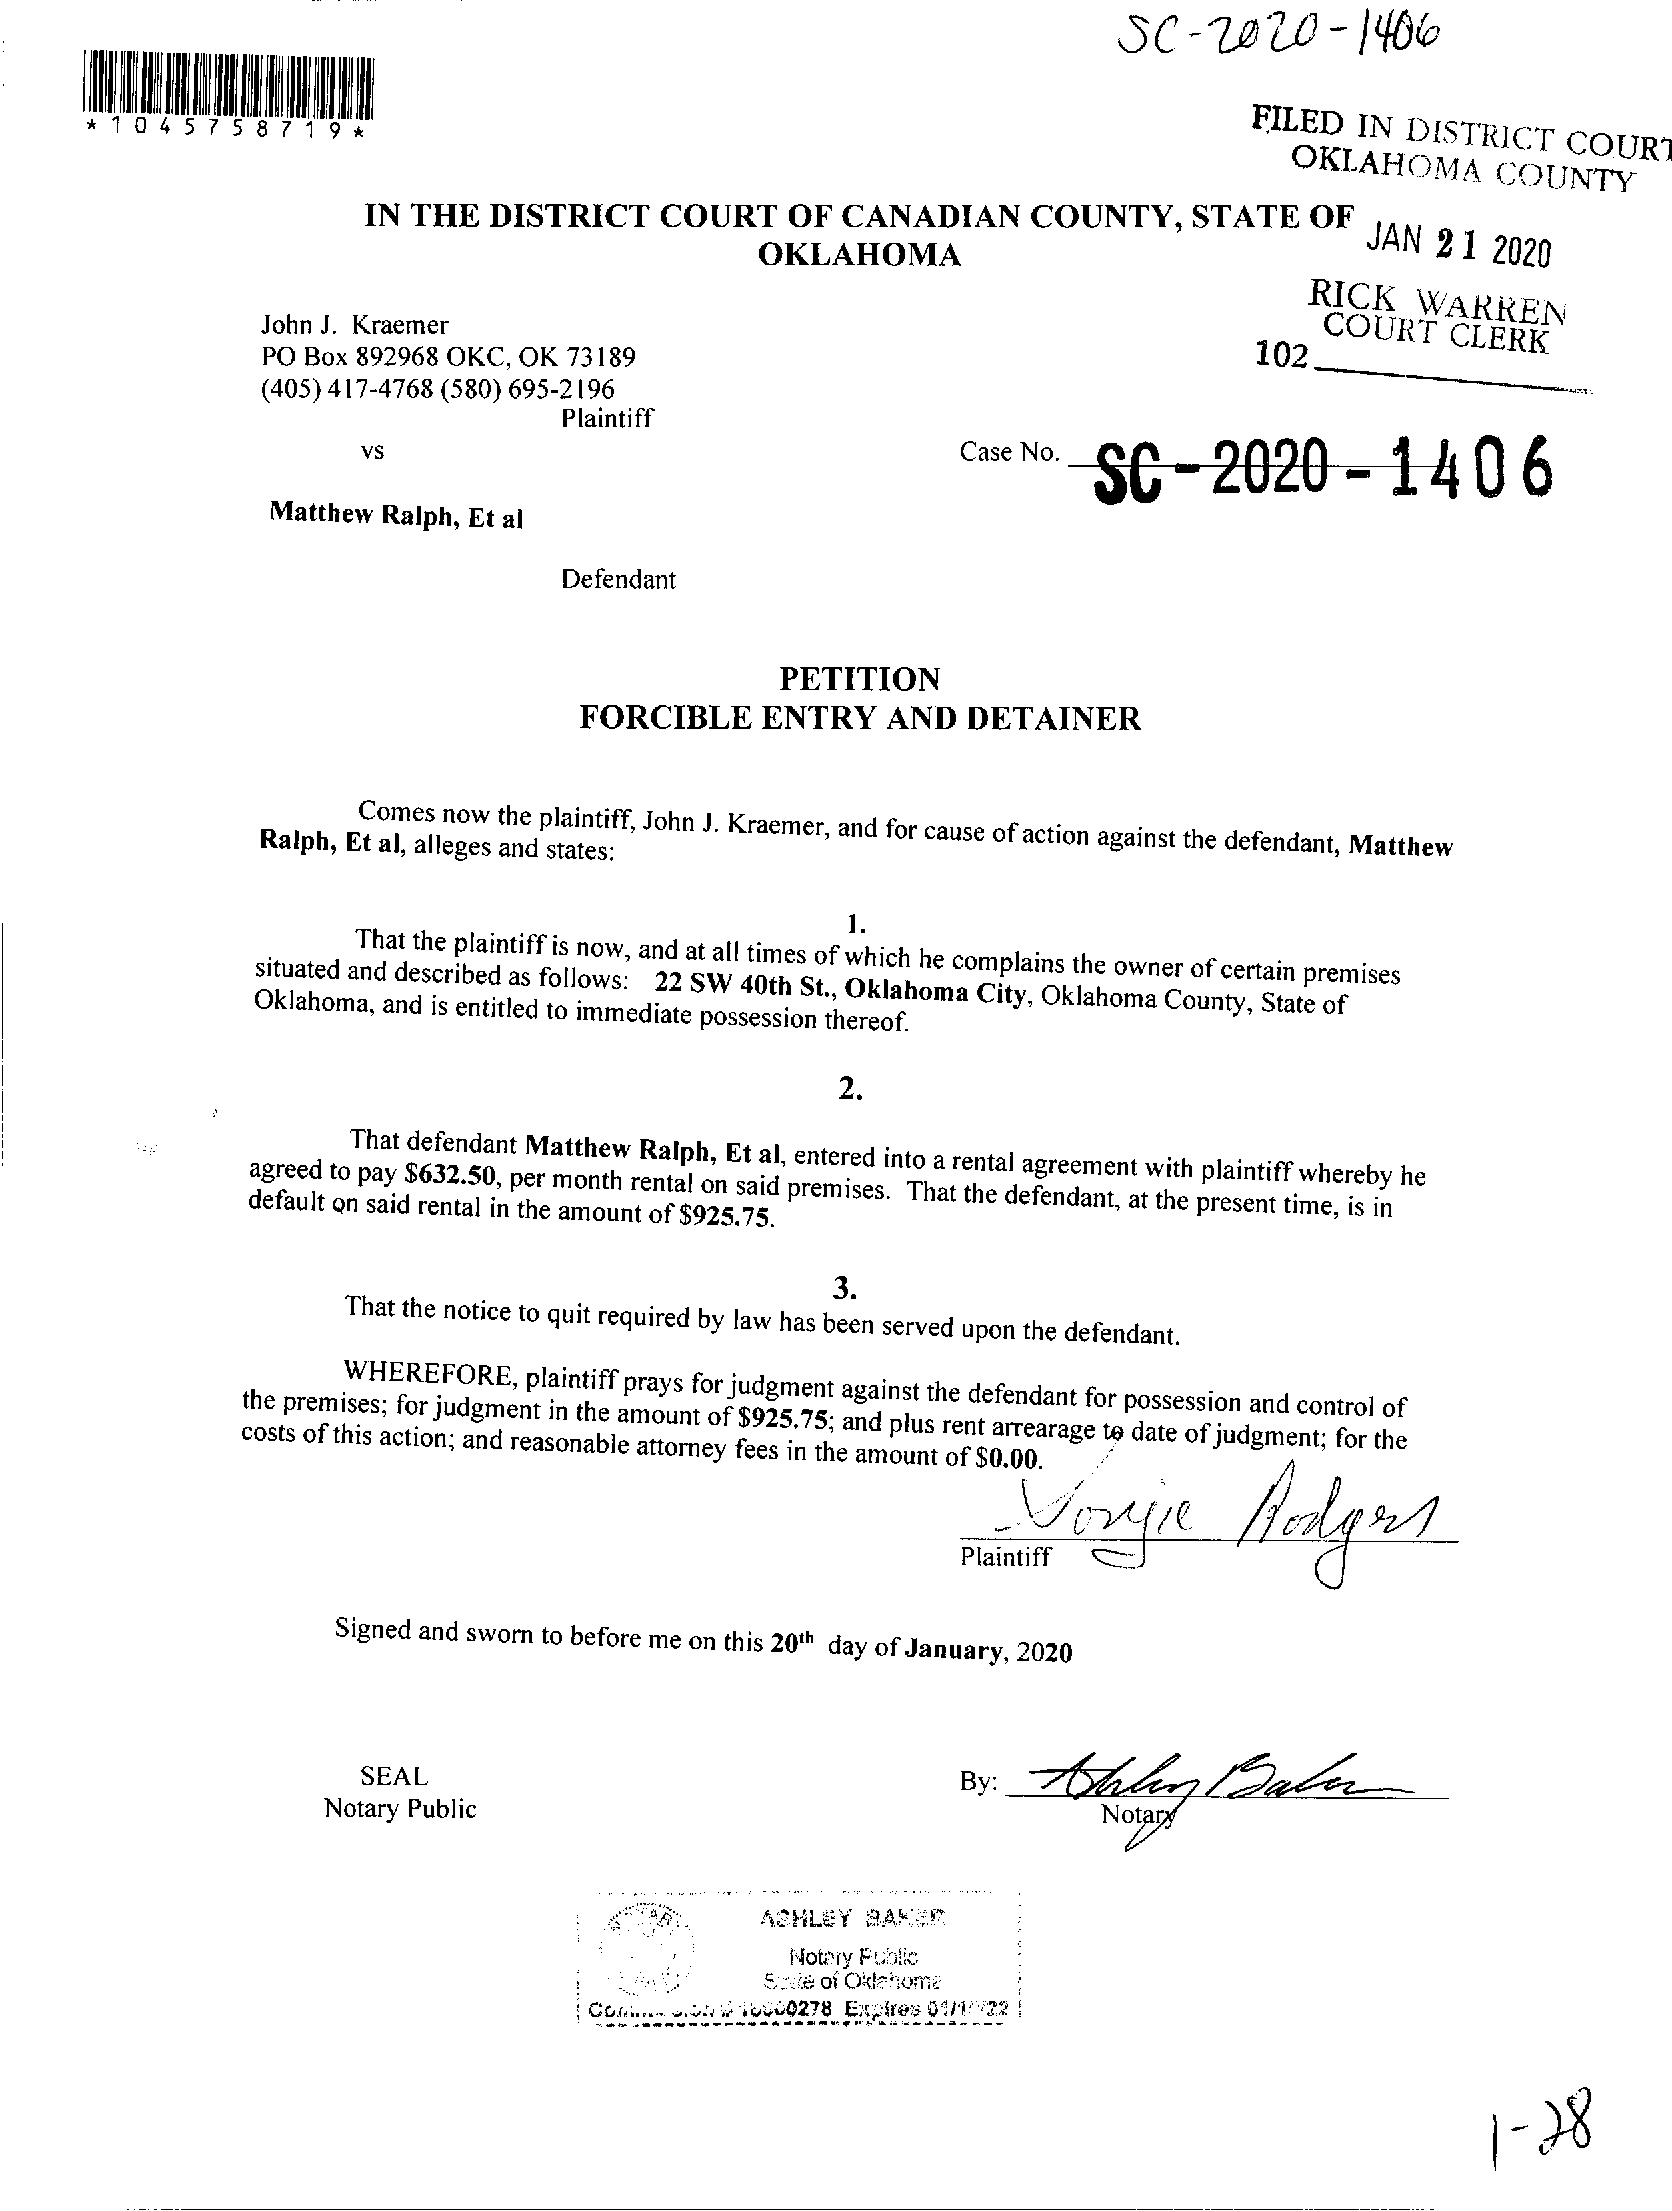 SC-2020-1406
*1045758719*
FILED IN DISTRICT COURT
OKLAHOMA COUNTY
IN THE DISTRICT COURT OF CANADIAN COUNTY, STATE OF
OKLAHOMA
JAN 21 2020
RICK WARREN
COURT CLERK
102
John J. Kraemer
PO Box 892968 OKC, OK 73189
(405) 417-4768 (580) 695-2196
Plaintiff
vs
Case No. SC-2020-1406
Matthew Ralph, Et al
Defendant
PETITION
FORCIBLE ENTRY AND DETAINER
Comes now the plaintiff, John J. Kraemer, and for cause of action against the defendant, Matthew
Ralph, Et al, alleges and states:
1.
That the plaintiff is now, and at all times of which he complains the owner of certain premises
situated and described as follows: 22 SW 40th St., Oklahoma City, Oklahoma County, State of
Oklahoma, and is entitled to immediate possession thereof.
2.
That defendant Matthew Ralph, Et al, entered into a rental agreement with plaintiff whereby he
agreed to pay $632.50, per month rental on said premises. That the defendant, at the present time, is in
default on said rental in the amount of $925.75.
3.
That the notice to quit required by law has been served upon the defendant.
WHEREFORE, plaintiff prays for judgment against the defendant for possession and control of
the premises; for judgment in the amount of $925.75; and plus rent arrearage to date of judgment; for the
costs of this action; and reasonable attorney fees in the amount of $0.00.
Rodgers
Plaintiff
Signed and sworn to before me on this 20th day of January, 2020
SEAL
Notary Public
By: Ashley Baker
Notary
ASHLEY BAKER
Notary Public
State of Oklahoma
Expires
1-28